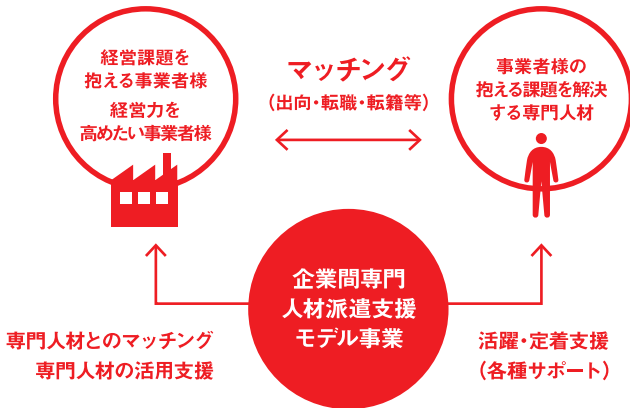 経営課題を
抱える事業者様
経営力を
高めたい事業者様
マッチング
（出向・転職・転籍等）
事業者様の
抱える課題を解決
する専門人材
企業間専門
人材派遣支援
モデル事業
専門人材とのマッチング
専門人材の活用支援
活躍・定着支援
（各種サポート）